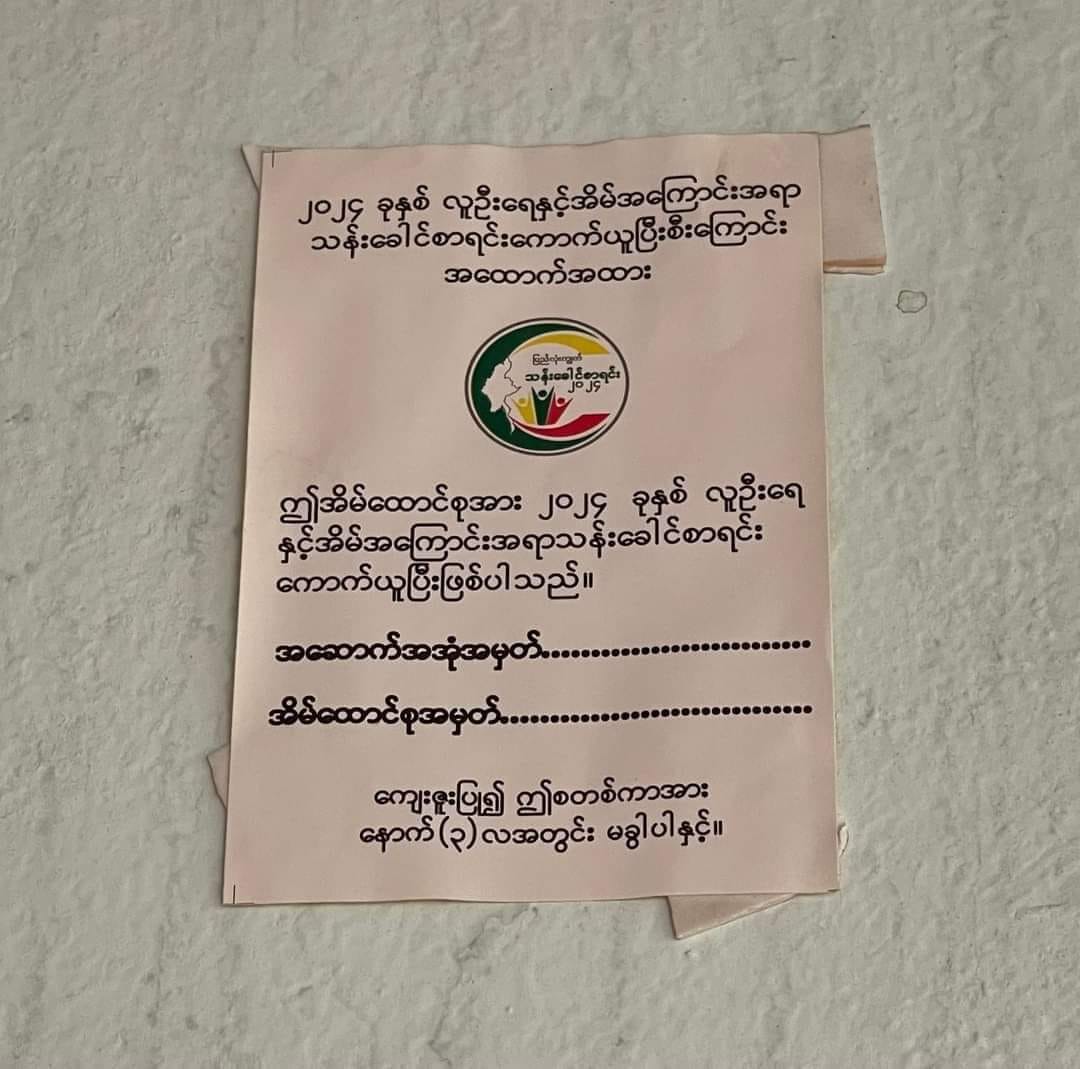 ၂၀၂၄ ခုနှစ် လူဦးရေနှင့်အိမ်အကြောင်းအရာ
သန်းခေါင်စာရင်းကောက်ယူပြီးစီးကြောင်း
အထောက်အထား
ပြည်လုံးကျွတ်
သန်းခေါင်စာရင်း
၂၀၂၄
ဤအိမ်ထောင်စုအား ၂၀၂၄ ခုနှစ် လူဦးရေ
နှင့်အိမ်အကြောင်းအရာသန်းခေါင်စာရင်း
ကောက်ယူပြီးဖြစ်ပါသည်။
အဆောက်အအုံအမှတ်...........................
အိမ်ထောင်စုအမှတ်...............................
ကျေးဇူးပြု၍ ဤစတစ်ကာအား
နောက်(၃)လအတွင်း မခွါပါနှင့်။